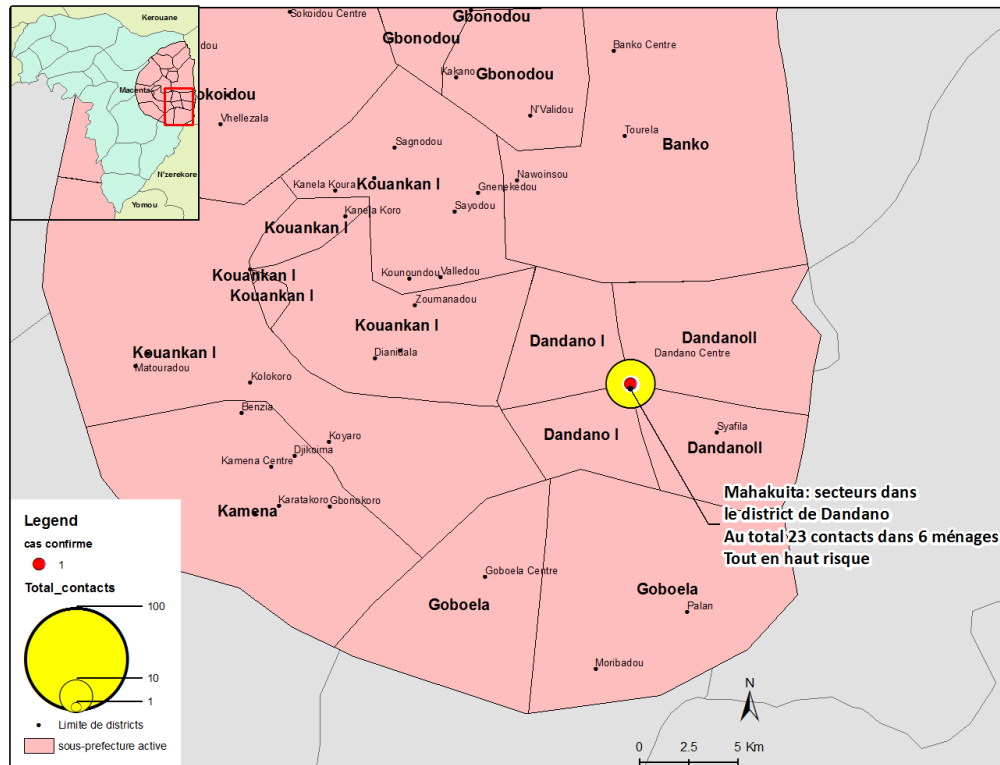 Kerouane
Macenta
N'zerekore
Yomou
Sokoidou Centre
Gbonodou
Gbonodou
Banko Centre
Kakano
Gbonodou
okoidou
N'Validou
Vhellezala
Tourela
Banko
Sagnodou
Nawoinsou
Kanela Koura
Kouankan I
Gnenekedou
Sayodou
Kanela Koro
Kouankan I
Kouankan I
Kounoundou
Valledou
Kouankan I
Zoumanadou
Kouankan I
Dandano I
DandanoII
Dandano Centre
Kouankan I
Matouradou
Kolokoro
Benzia
Koyaro
Dandano I
Syafila
DandanoII
Djikoima
Kamena Centre
Karatakoro
Gbonokoro
Kamena
Mahakuita: secteurs dans
le district de Dandano
Au total 23 contacts dans 6 ménages
Tout en haut risque
Goboela Centre
Goboela
Goboela
Palan
Moribadou
Legend
cas confirme
1
Total_contacts
100
10
1
Limite de districts
sous-prefecture active
N
0 2.5 5 Km